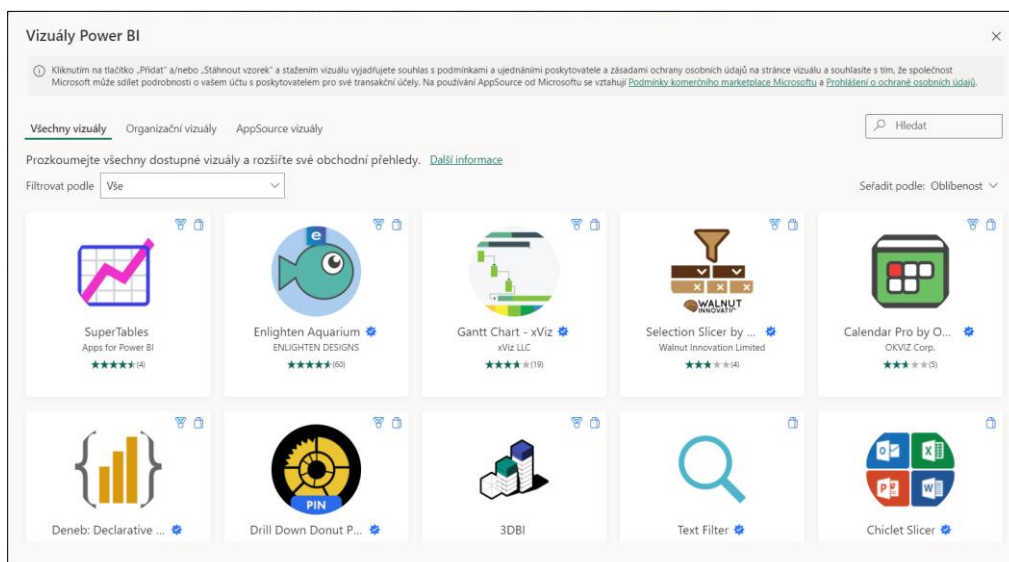 Vizuály Power BI
Kliknutím na tlačítko „Přidat" a/nebo „Stáhnout vzorek" a stažením vizuálu vyjadřujete souhlas s podmínkami a ujednáními poskytovatele a zásadami ochrany osobních údajů na stránce vizuálu a souhlasíte s tím, že společnost
Microsoft může sdílet podrobnosti o vašem účtu s poskytovatelem pro své transakční účely. Na používání AppSource od Microsoftu se vztahují Podmínky komerčního marketplace Microsoftu a Prohlášení o ochraně osobních údajů.
Všechny vizuály Organizační vizuály AppSource vizuály
Hledat
Prozkoumejte všechny dostupné vizuály a rozšiřte své obchodní přehledy. Další informace
Filtrovat podle Vše
Seřadit podle: Oblíbenost
e
WALNUT
INNOVATI
SuperTables
Apps for Power BI
(4)
Enlighten Aquarium
ENLIGHTEN DESIGNS
(60)
Gantt Chart - xViz
xViz LLC
(19)
Selection Slicer by ...
Walnut Innovation Limited
(4)
Calendar Pro by O...
OKVIZ Corp.
(5)
PIN
Deneb: Declarative ...
Drill Down Donut P...
3DBI
Text Filter
Chiclet Slicer